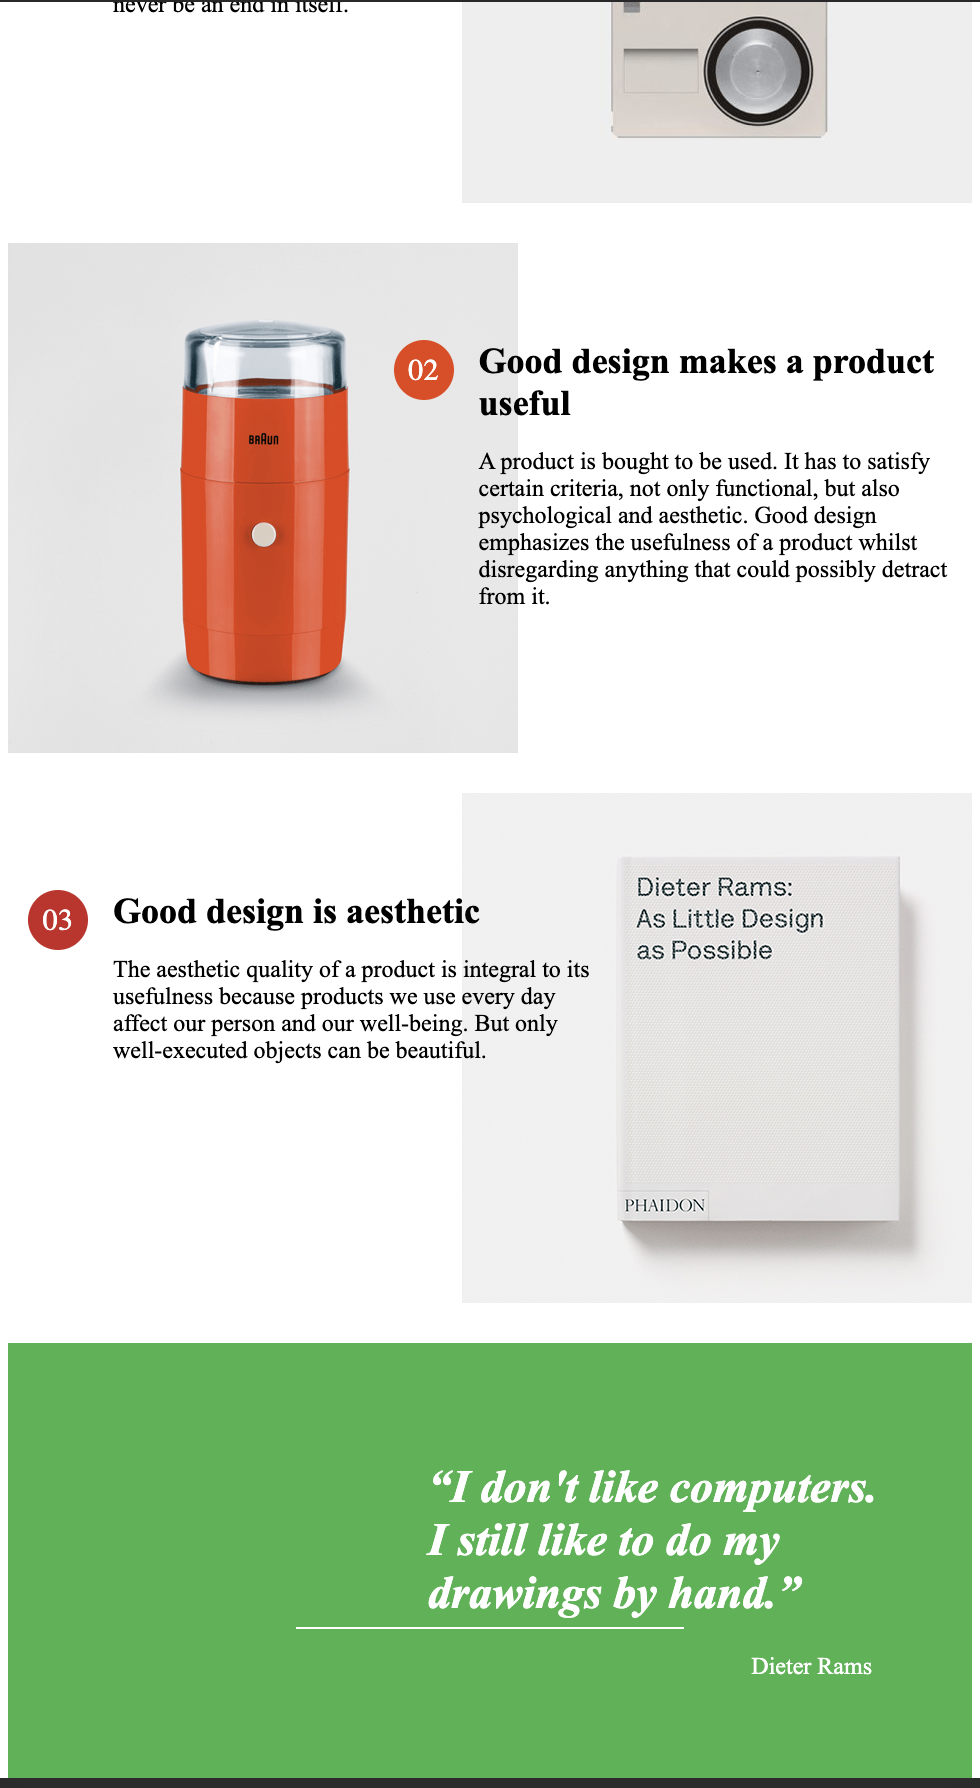 never be an end in itself.
BRAUN
02
Good design makes a product
useful
A product is bought to be used. It has to satisfy
certain criteria, not only functional, but also
psychological and aesthetic. Good design
emphasizes the usefulness of a product whilst
disregarding anything that could possibly detract
from it.
03
Good design is aesthetic
The aesthetic quality of a product is integral to its
usefulness because products we use every day
affect our person and our well-being. But only
well-executed objects can be beautiful.
Dieter Rams:
As Little Design
as Possible
PHAIDON
“I don't like computers.
I still like to do my
drawings by hand.”
Dieter Rams